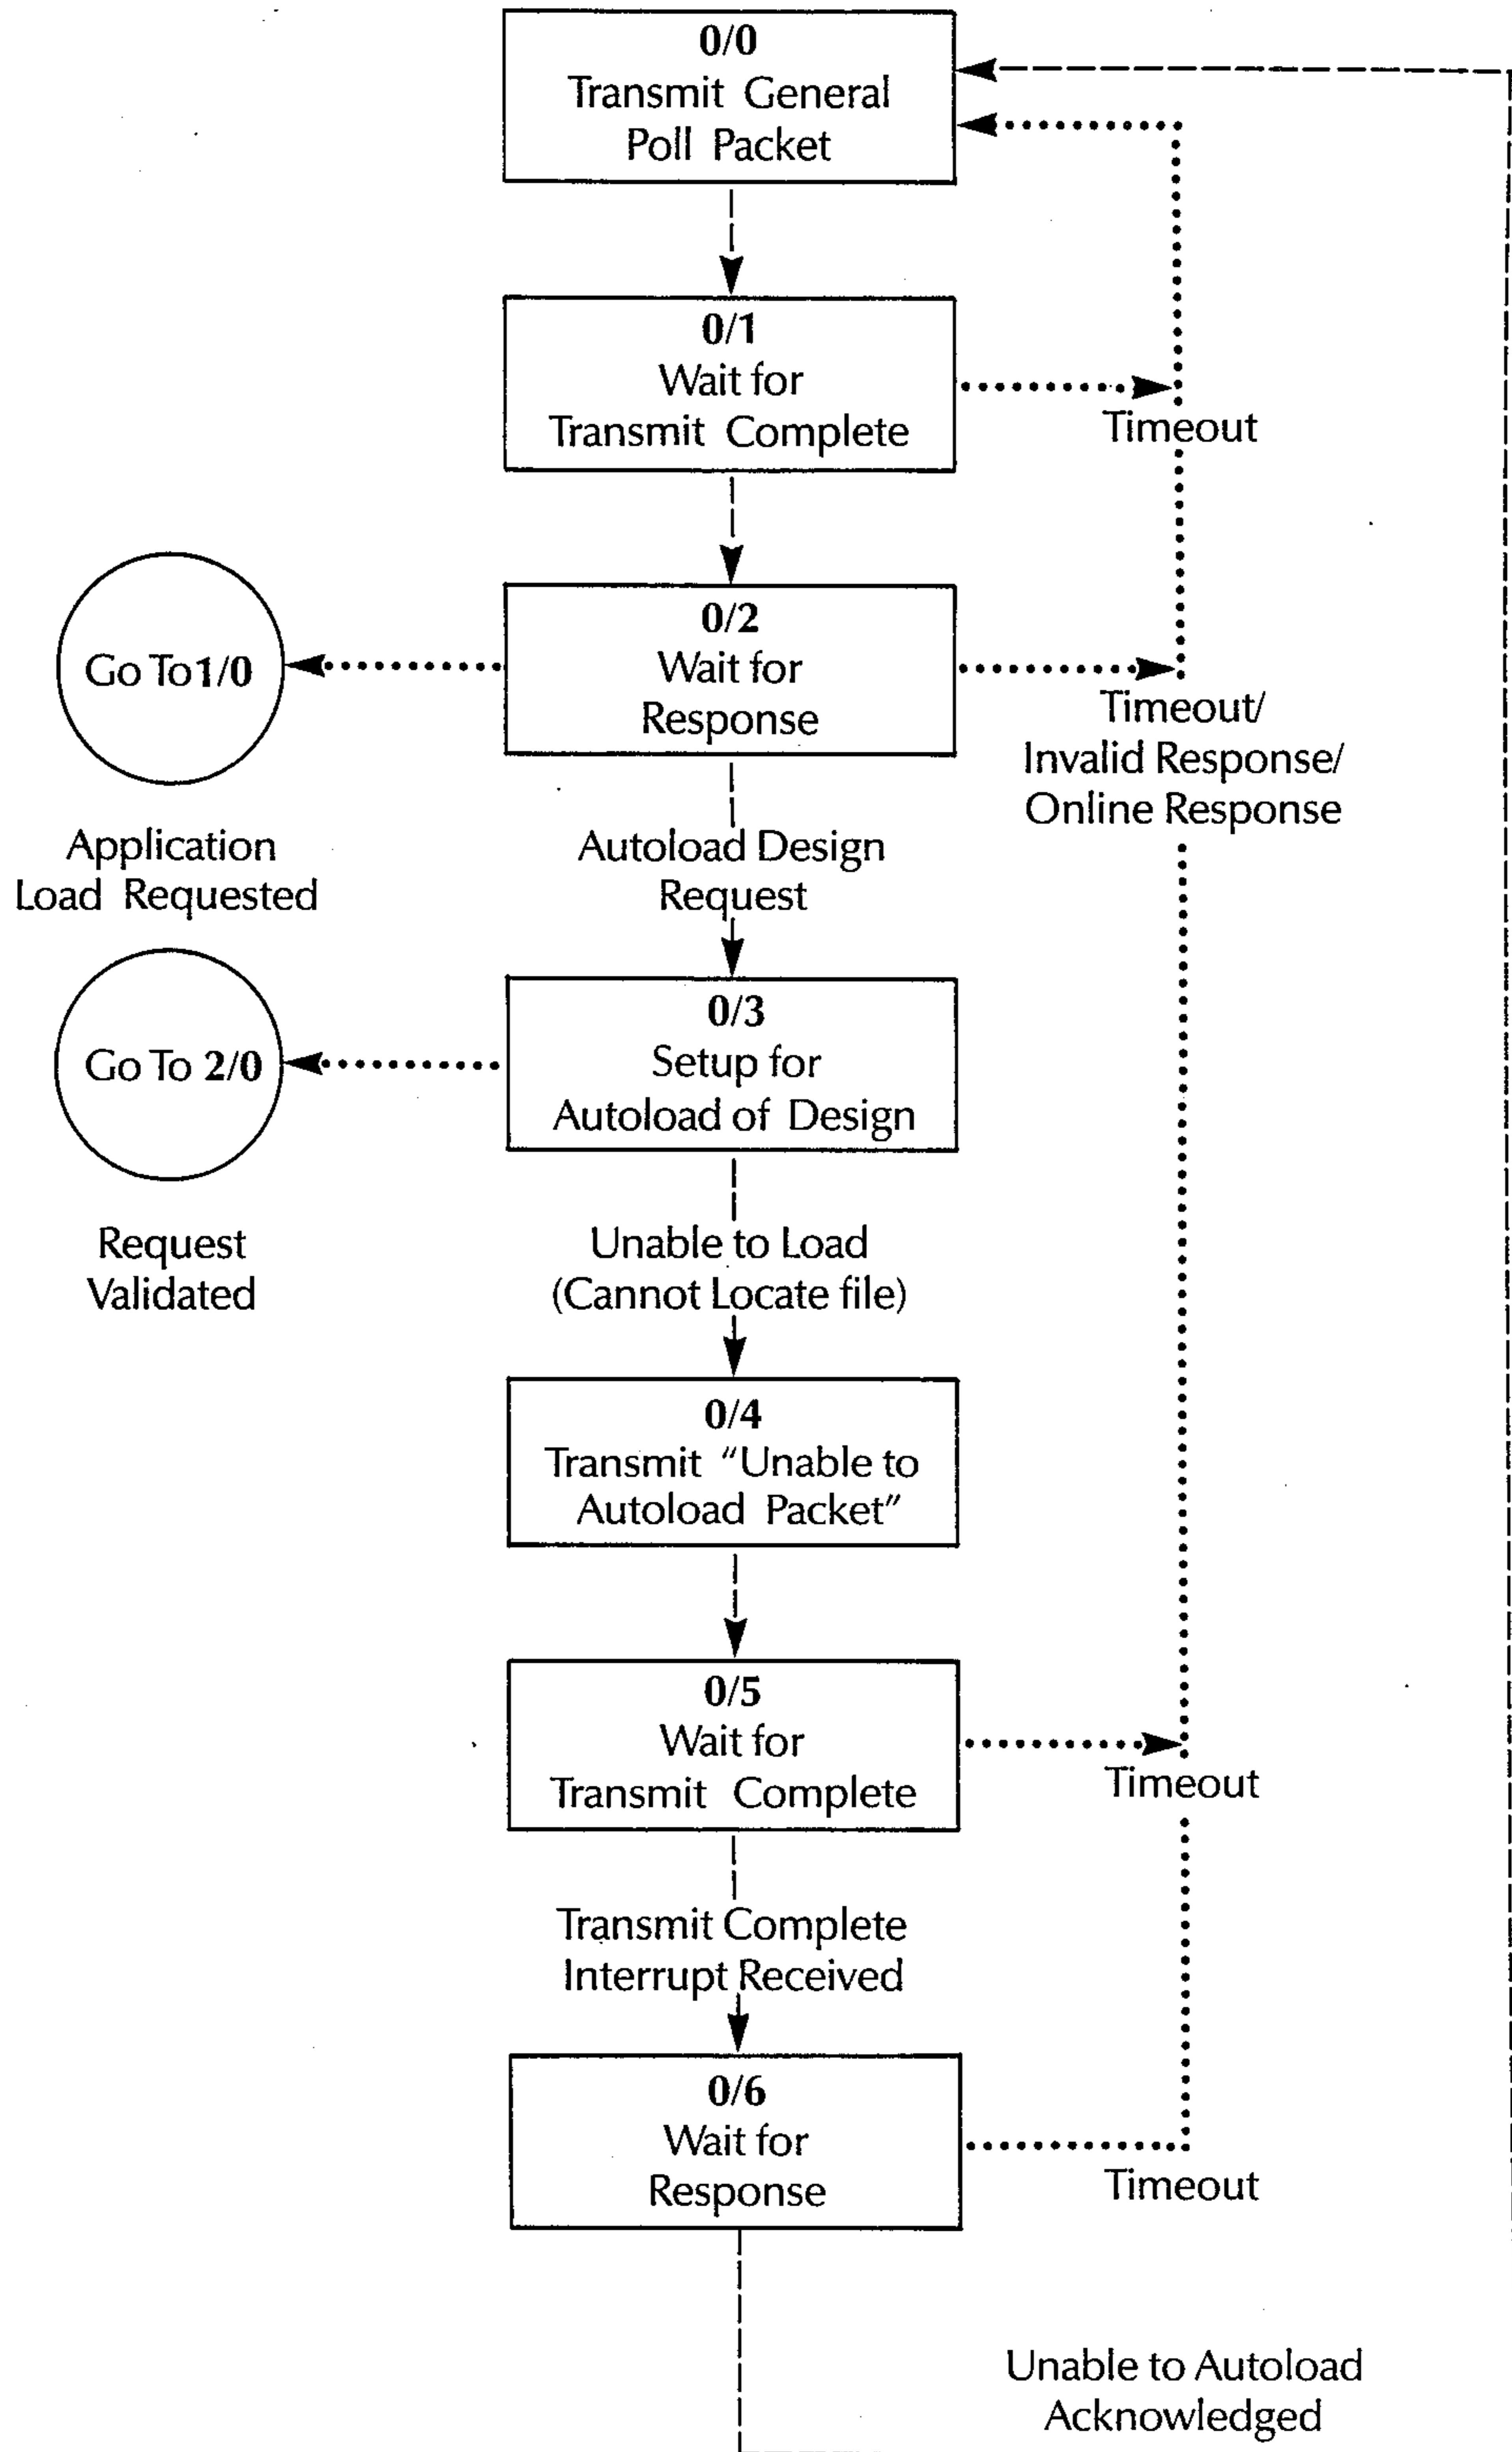 0/0
Transmit General
Poll Packet
0/1
Wait for
Transmit Complete
Timeout
0/2
Wait for
Response
Go To 1/0
Timeout/
Invalid Response/
Online Response
Application
Load Requested
Autoload Design
Request
0/3
Setup for
Autoload of Design
Go To 2/0
Request
Validated
Unable to Load
(Cannot Locate file)
0/4
Transmit “Unable to
Autoload Packet”
0/5
Wait for
Transmit Complete
Timeout
Transmit Complete
Interrupt Received
0/6
Wait for
Response
Timeout
Unable to Autoload
Acknowledged